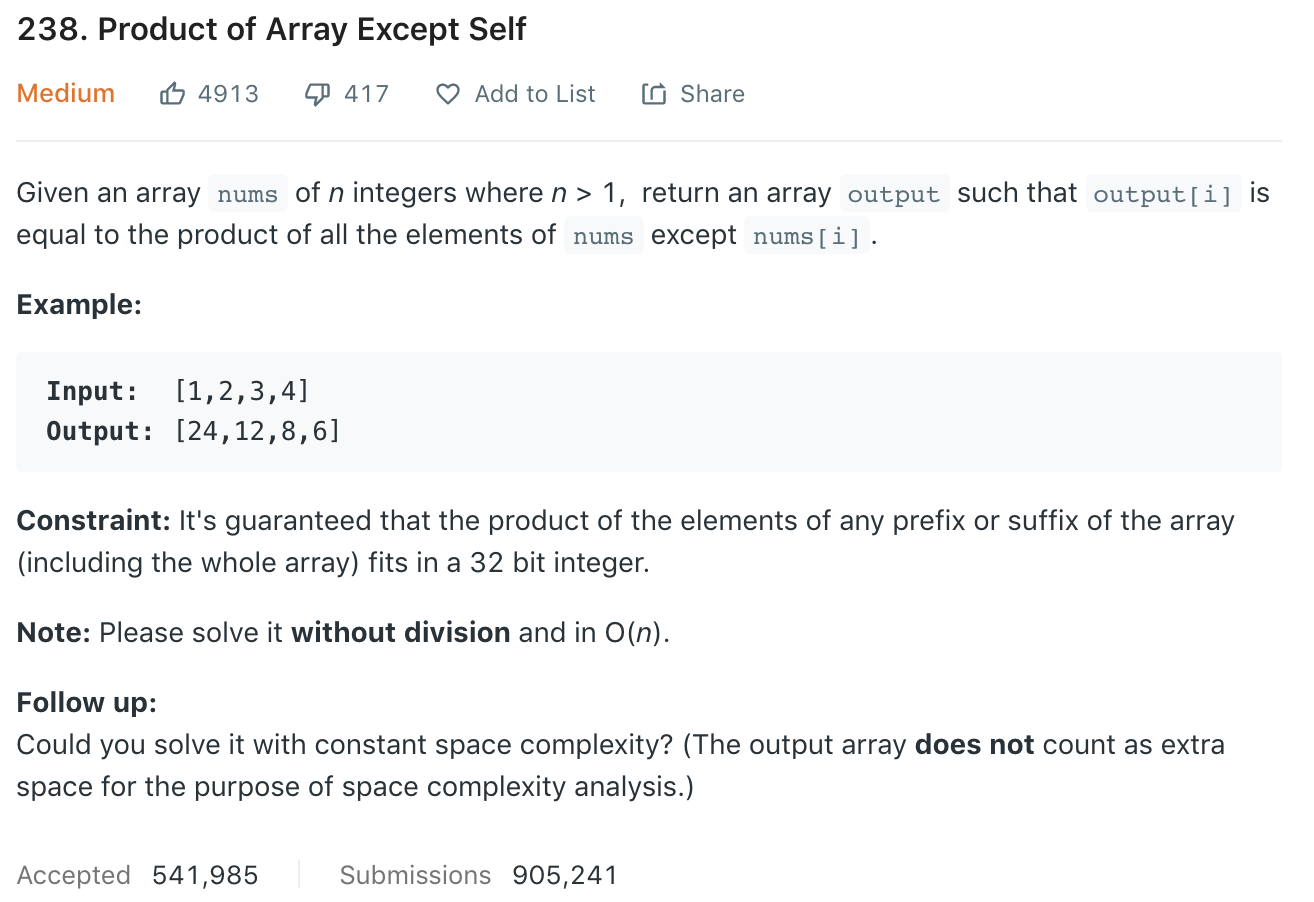 238. Product of Array Except Self
Medium 4913 417 Add to List Share
Given an array nums of n integers where n > 1, return an array output such that output[i] is
equal to the product of all the elements of nums except nums[i].
Example:
Input: [1,2,3,4]
Output: [24,12,8,6]
Constraint: It's guaranteed that the product of the elements of any prefix or suffix of the array
(including the whole array) fits in a 32 bit integer.
Note: Please solve it without division and in O(n).
Follow up:
Could you solve it with constant space complexity? (The output array does not count as extra
space for the purpose of space complexity analysis.)
Accepted 541,985 Submissions 905,241